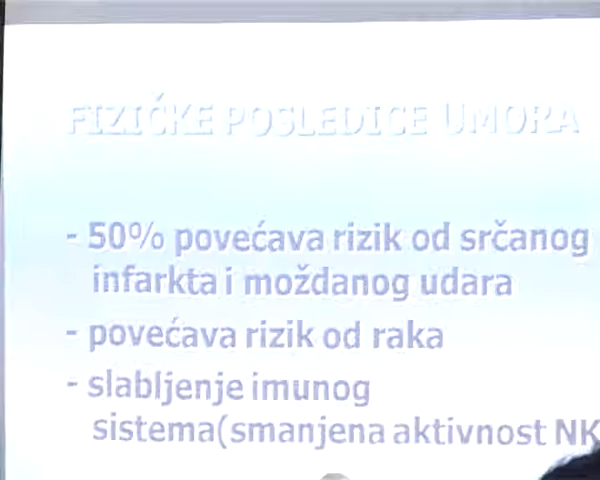 FIZIČKE POSLEDICE UMORA
- 50% povećava rizik od srčanog
infarkta i moždanog udara
- povećava rizik od raka
- slabljenje imunog
sistema(smanjena aktivnost NK